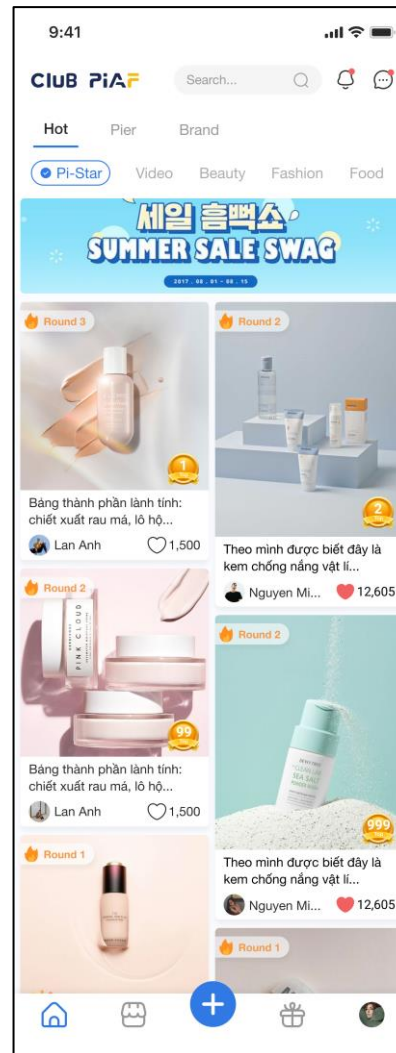 9:41
CluB PiAF
Search...
Hot Pier Brand
Pi-Star Video Beauty Fashion Food
세일 흠뻑쇼
SUMMER SALE SWAG
2017 . 08 . 01 - 08 . 15
Round 3
1
Bảng thành phần lành tính:
chiết xuất rau má, lô hộ...
Lan Anh 1,500
Round 2
2
Theo mình được biết đây là
kem chống nắng vật lí...
Nguyen Mi... 12,605
Round 2
PINK CLOUD
99
Bảng thành phần lành tính:
chiết xuất rau má, lô hộ...
Lan Anh 1,500
Round 2
SEA SALT
999
Theo mình được biết đây là
kem chống nắng vật lí...
Nguyen Mi... 12,605
Round 1
Round 1